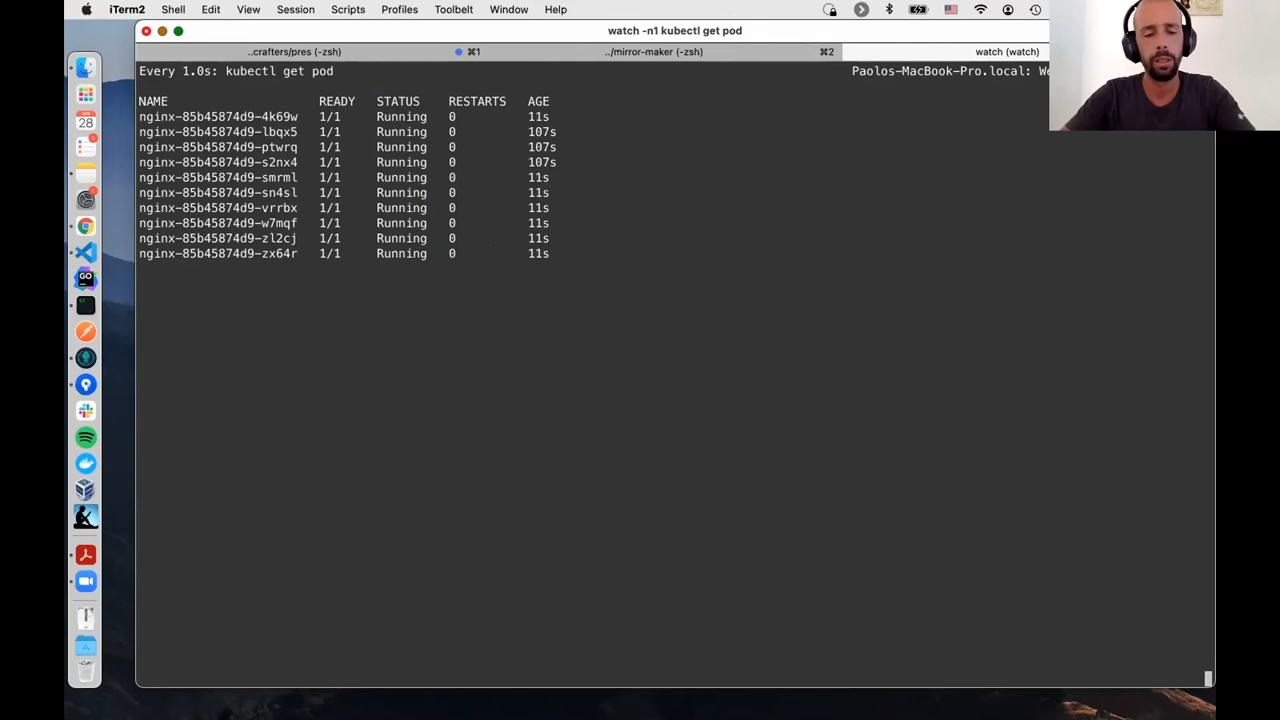 iTerm2 Shell Edit View Session Scripts Profiles Toolbelt Window Help
watch -n1 kubectl get pod
..crafters/pres (-zsh) ⌘1 ../mirror-maker (-zsh) ⌘2 watch (watch)
Every 1.0s: kubectl get pod Paolos-MacBook-Pro.local: We
NAME READY STATUS RESTARTS AGE
nginx-85b45874d9-4k69w 1/1 Running 0 11s
nginx-85b45874d9-lbqx5 1/1 Running 0 107s
nginx-85b45874d9-ptwrq 1/1 Running 0 107s
nginx-85b45874d9-s2nx4 1/1 Running 0 107s
nginx-85b45874d9-smrml 1/1 Running 0 11s
nginx-85b45874d9-sn4sl 1/1 Running 0 11s
nginx-85b45874d9-vrrbx 1/1 Running 0 11s
nginx-85b45874d9-w7mqf 1/1 Running 0 11s
nginx-85b45874d9-zl2cj 1/1 Running 0 11s
nginx-85b45874d9-zx64r 1/1 Running 0 11s
28
GO